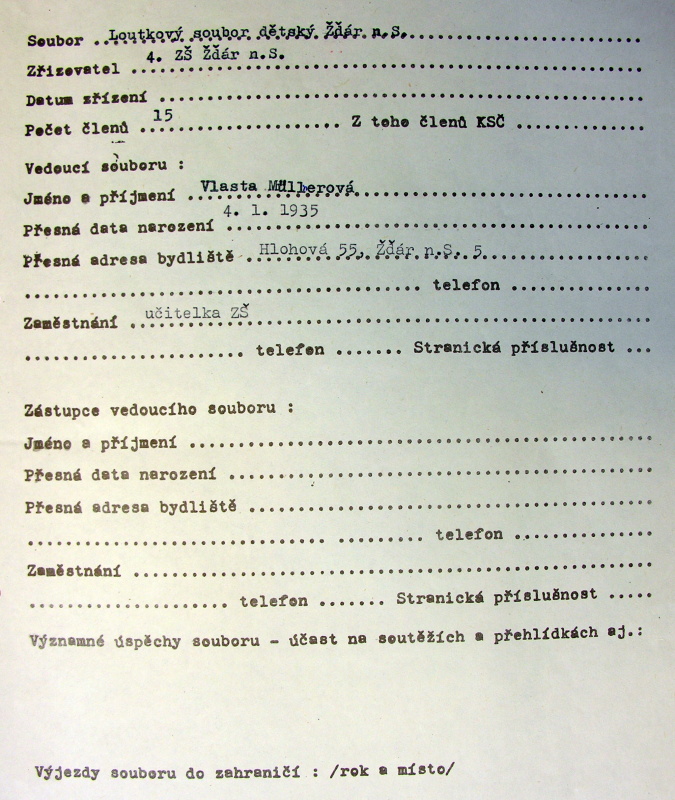 Soubor ..Loutkový soubor dětský Žďár n.S.............................
Zřizovatel ..4. ZŠ Žďár n.S..........................................
Datum zřízení ......................................................
Počet členů ..15.................. Z toho členů KSČ ................
Vedoucí souboru :
Jméno a příjmení ..Vlasta Müllerová.................................
Přesná data narození ..4. 1. 1935...................................
Přesná adresa bydliště ..Hlohová 55, Žďár n.S. 5....................
........................................... telefon ...............
Zaměstnání ..učitelka ZŠ............................................
........................ telefon ....... Stranická příslušnost ...
Zástupce vedoucího souboru :
Jméno a příjmení ...................................................
Přesná data narození ...............................................
Přesná adresa bydliště .............................................
................................ ......... telefon ...............
Zaměstnání .........................................................
...................... telefon ....... Stranická příslušnost .....
Významné úspěchy souboru - účast na soutěžích a přehlídkách aj.:
Výjezdy souboru do zahraničí : /rok a místo/